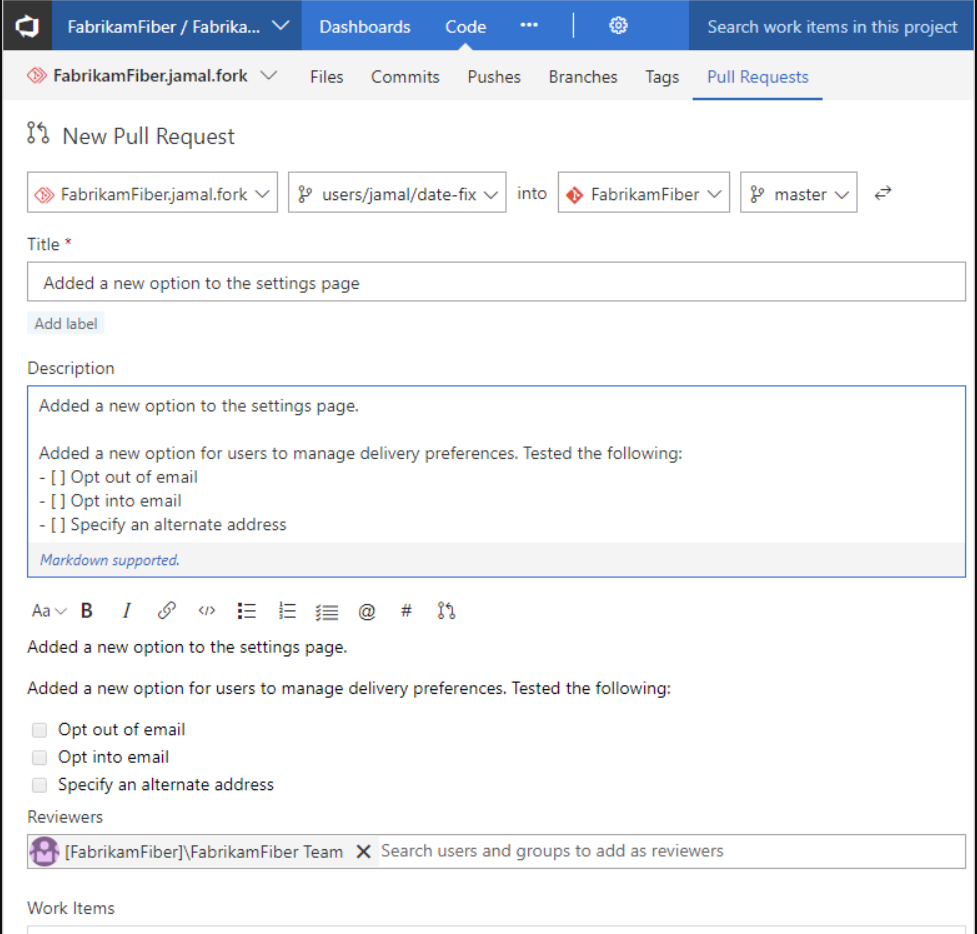 FabrikamFiber / Fabrika... Dashboards Code ••• Search work items in this project
FabrikamFiber.jamal.fork Files Commits Pushes Branches Tags Pull Requests
New Pull Request
FabrikamFiber.jamal.fork users/jamal/date-fix into FabrikamFiber master
Title *
Added a new option to the settings page
Add label
Description
Added a new option to the settings page.
Added a new option for users to manage delivery preferences. Tested the following:
- [ ] Opt out of email
- [ ] Opt into email
- [ ] Specify an alternate address
Markdown supported.
Aa B I </> @ #
Added a new option to the settings page.
Added a new option for users to manage delivery preferences. Tested the following:
Opt out of email
Opt into email
Specify an alternate address
Reviewers
[FabrikamFiber]\FabrikamFiber Team Search users and groups to add as reviewers
Work Items